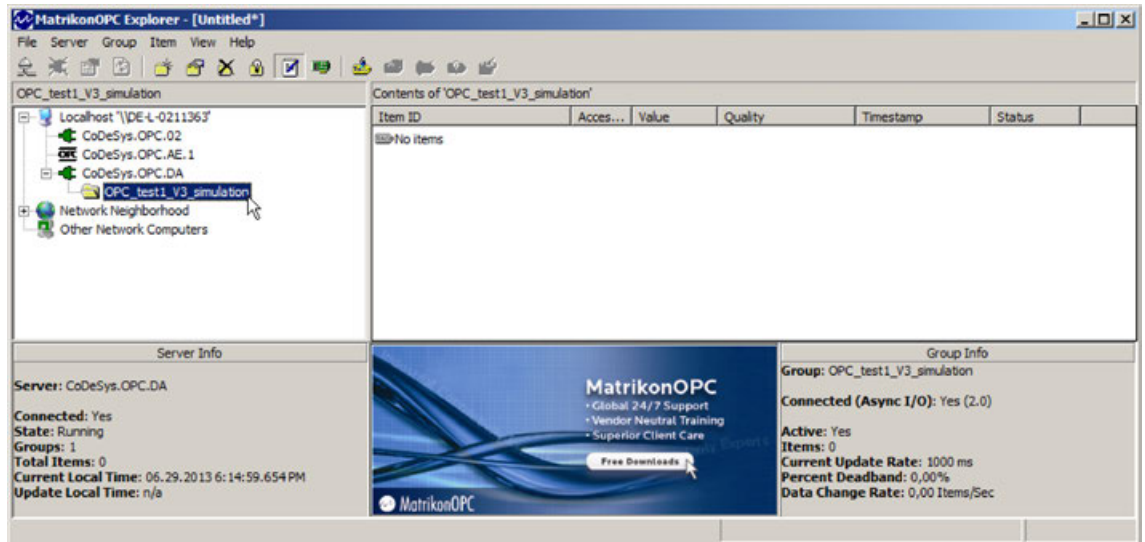 MatrikonOPC Explorer - [Untitled*]
File Server Group Item View Help
OPC_test1_V3_simulation
Contents of 'OPC_test1_V3_simulation'
Localhost '\\DE-L-0211363'
CoDeSys.OPC.02
OPC CoDeSys.OPC.AE.1
CoDeSys.OPC.DA
OPC_test1_V3_simulation
Network Neighborhood
Other Network Computers
Item ID Acces... Value Quality Timestamp Status
No items
Server Info
Server: CoDeSys.OPC.DA
Connected: Yes
State: Running
Groups: 1
Total Items: 0
Current Local Time: 06.29.2013 6:14:59.654 PM
Update Local Time: n/a
MatrikonOPC
• Global 24/7 Support
• Vendor Neutral Training
• Superior Client Care
Free Downloads
MatrikonOPC
Group Info
Group: OPC_test1_V3_simulation
Connected (Async I/O): Yes (2.0)
Active: Yes
Items: 0
Current Update Rate: 1000 ms
Percent Deadband: 0,00%
Data Change Rate: 0,00 Items/Sec